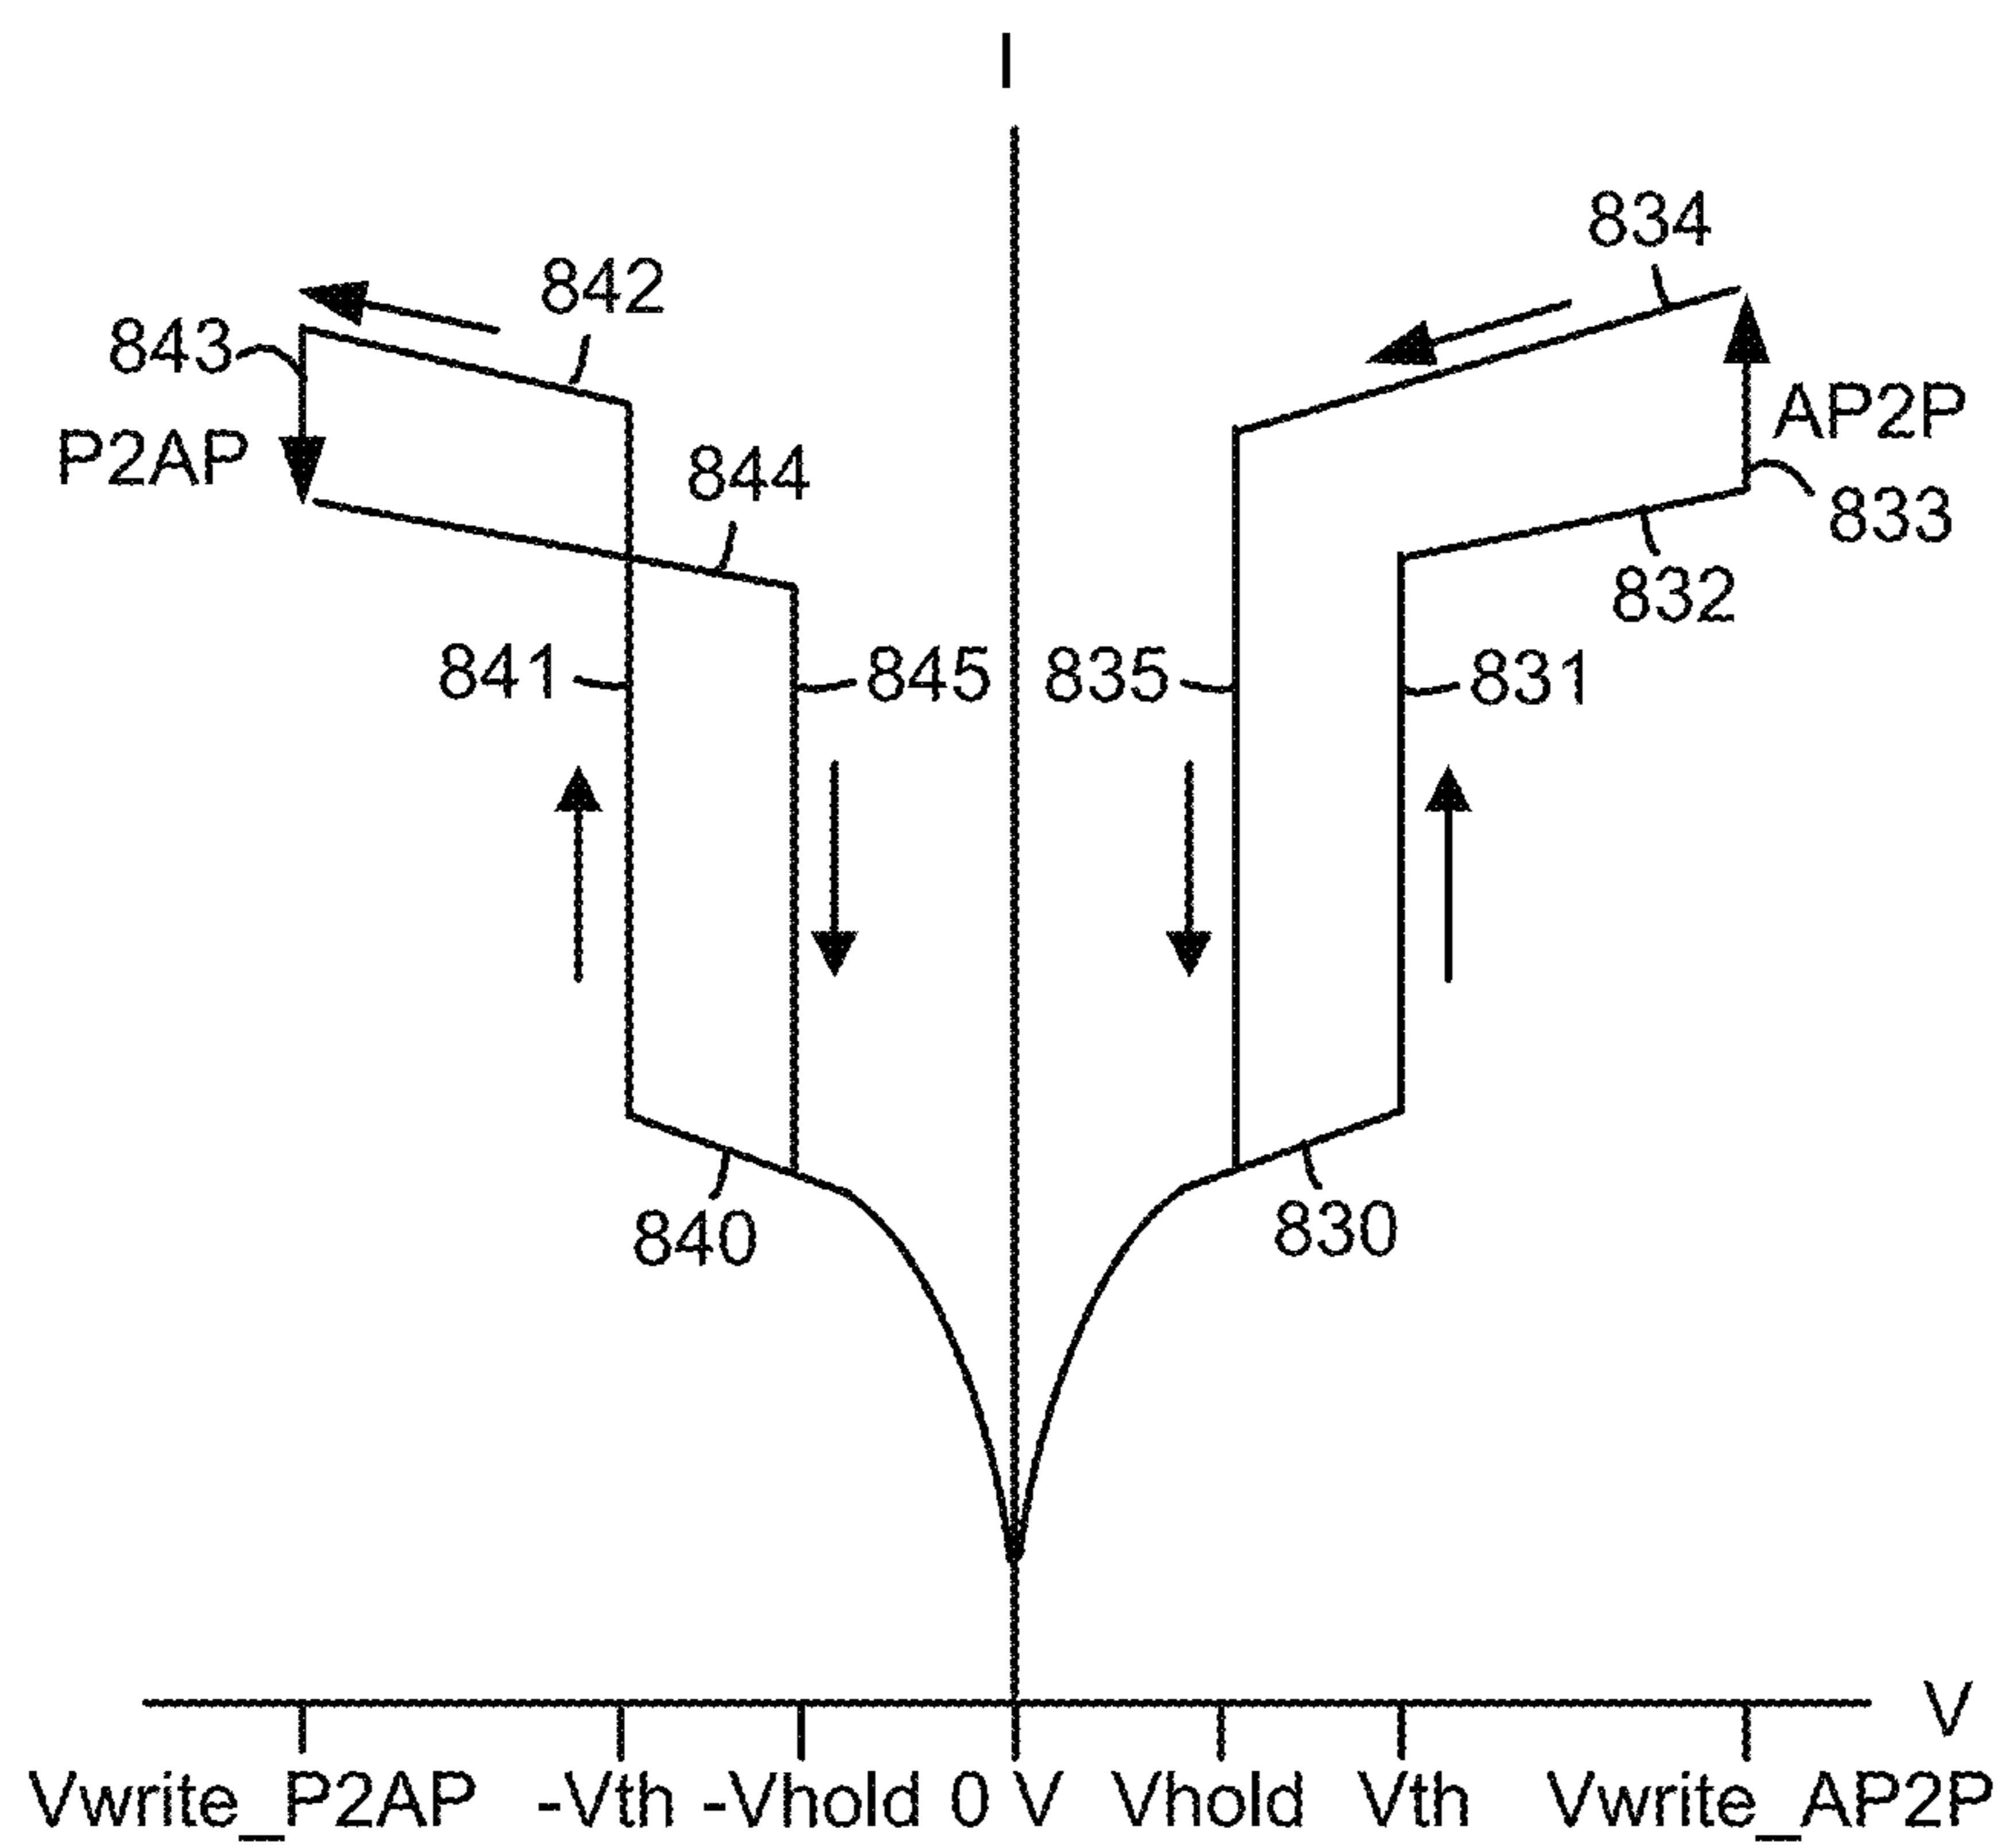 I
834
842
843
AP2P
P2AP
844
833
832
841
845
835
831
840
830
V
Vwrite_P2AP
-Vth
-Vhold
0 V
Vhold
Vth
Vwrite_AP2P